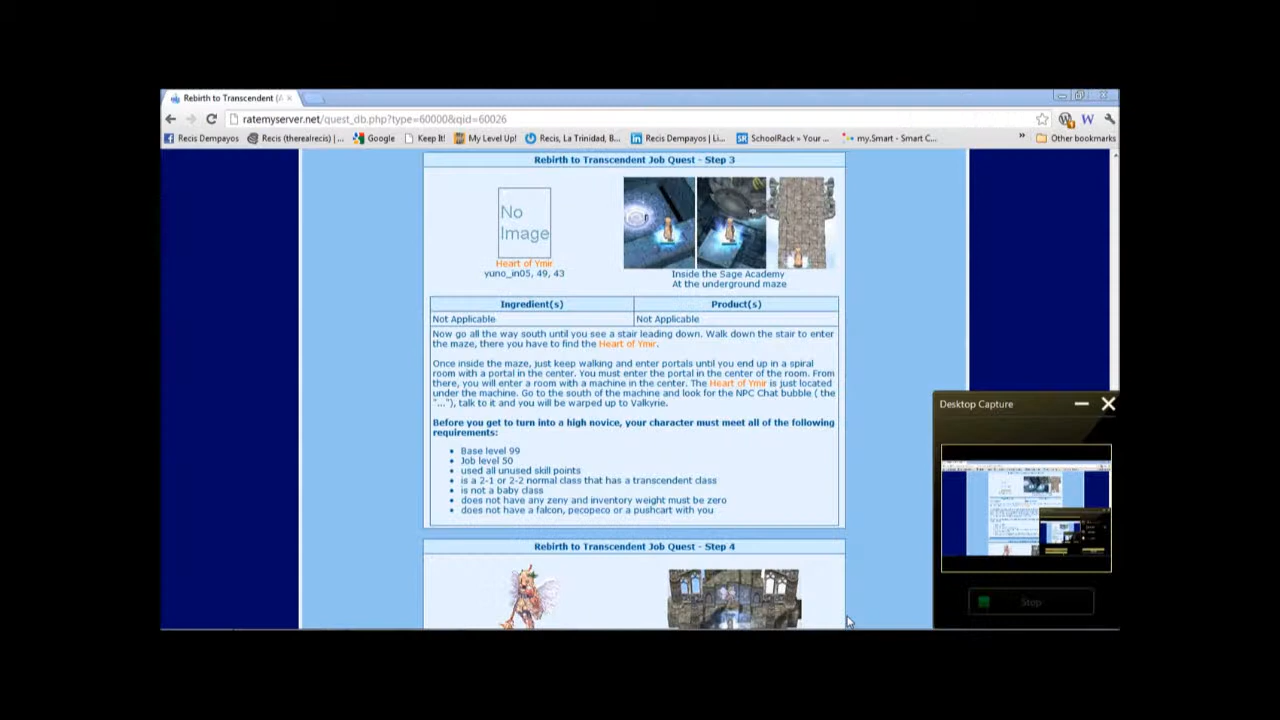 Rebirth to Transcendent (A
ratemyserver.net/quest_db.php?type=60000&qid=60026
Recis Dempayos
Recis (therealrecis) |...
Google
Keep It!
My Level Up!
Recis, La Trinidad, B...
Recis Dempayos | Li...
SchoolRack » Your ...
my.Smart - Smart C...
»
Other bookmarks
Rebirth to Transcendent Job Quest - Step 3
No
Image
Heart of Ymir
yuno_in05, 49, 43
Inside the Sage Academy
At the underground maze
Ingredient(s)
Product(s)
Not Applicable
Not Applicable
Now go all the way south until you see a stair leading down. Walk down the stair to enter
the maze, there you have to find the Heart of Ymir.
Once inside the maze, just keep walking and enter portals until you end up in a spiral
room with a portal in the center. You must enter the portal in the center of the room. From
there, you will enter a room with a machine in the center. The Heart of Ymir is just located
under the machine. Go to the south of the machine and look for the NPC Chat bubble ( the
"..."), talk to it and you will be warped up to Valkyrie.
Before you get to turn into a high novice, your character must meet all of the following
requirements:
• Base level 99
• Job level 50
• used all unused skill points
• is a 2-1 or 2-2 normal class that has a transcendent class
• is not a baby class
• does not have any zeny and inventory weight must be zero
• does not have a falcon, pecopeco or a pushcart with you
Rebirth to Transcendent Job Quest - Step 4
Desktop Capture
Stop